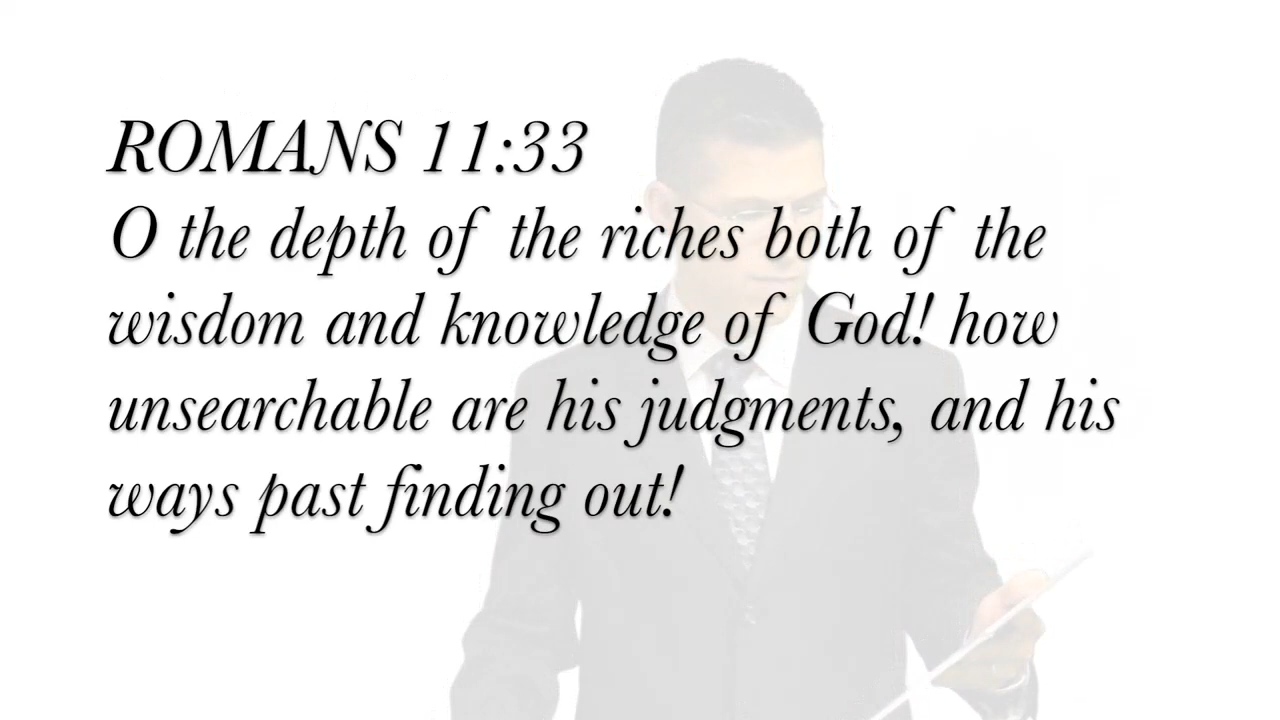 ROMANS 11:33
O the depth of the riches both of the
wisdom and knowledge of God! how
unsearchable are his judgments, and his
ways past finding out!